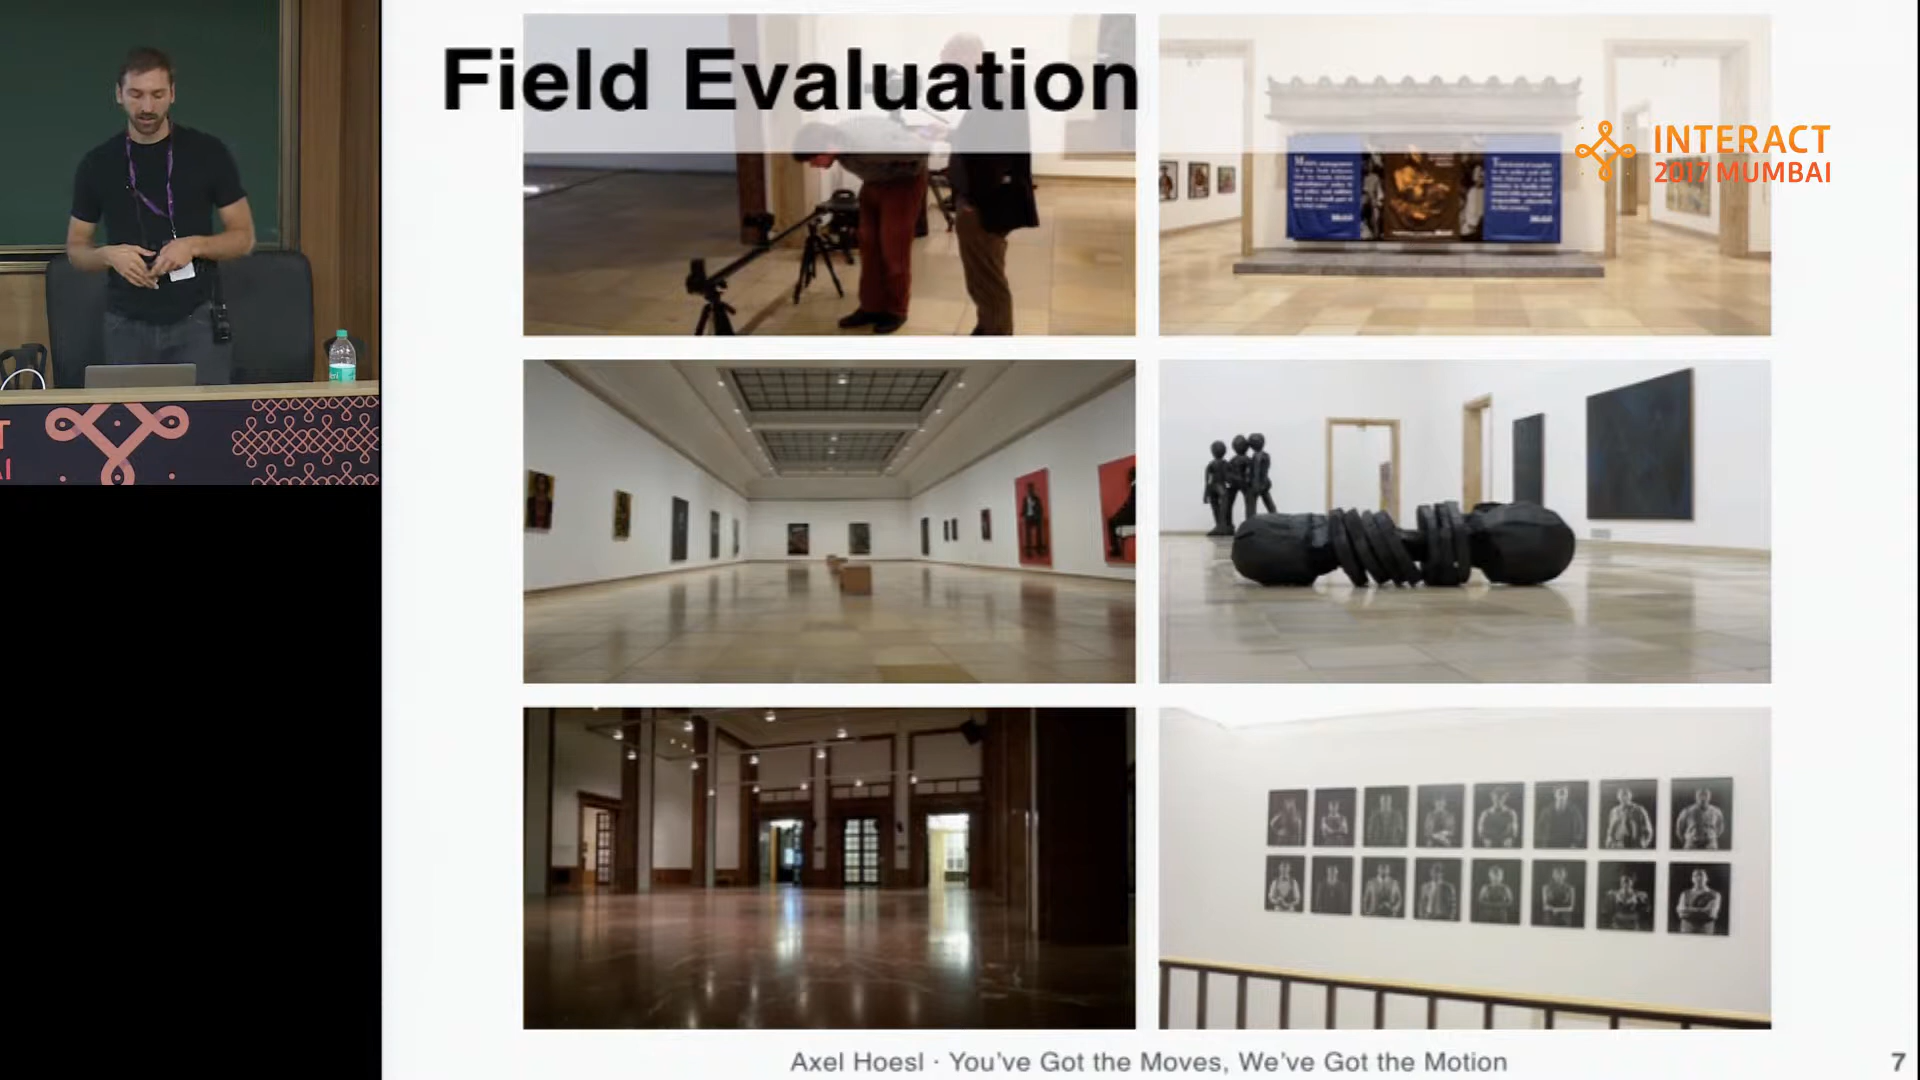 Field Evaluation
INTERACT
2017 MUMBAI
Axel Hoesl · You've Got the Moves, We've Got the Motion
7